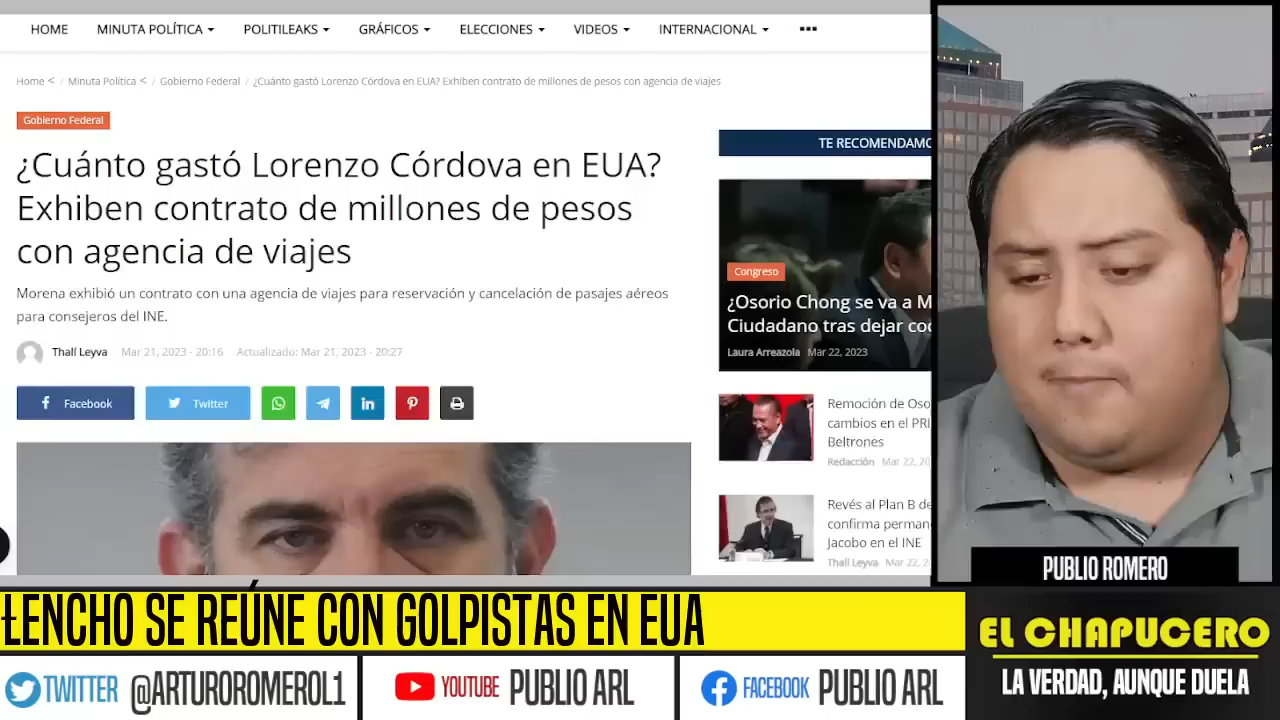 HOME MINUTA POLÍTICA POLITILEAKS GRÁFICOS ELECCIONES VIDEOS INTERNACIONAL
Home < / Minuta Política < / Gobierno Federal / ¿Cuánto gastó Lorenzo Córdova en EUA? Exhiben contrato de millones de pesos con agencia de viajes
Gobierno Federal
¿Cuánto gastó Lorenzo Córdova en EUA?
Exhiben contrato de millones de pesos
con agencia de viajes
Morena exhibió un contrato con una agencia de viajes para reservación y cancelación de pasajes aéreos
para consejeros del INE.
Thalí Leyva Mar 21, 2023 - 20:16 Actualizado: Mar 21, 2023 - 20:27
Facebook Twitter
TE RECOMENDAMO
Congreso
¿Osorio Chong se va a M
Ciudadano tras dejar coo
Laura Arreazola Mar 22, 2023
Remoción de Oso
cambios en el PRI
Beltrones
Redacción Mar 22, 20
Revés al Plan B de
confirma perman
Jacobo en el INE
Thalí Leyva Mar 22, 2
PUBLIO ROMERO
LENCHO SE REÚNE CON GOLPISTAS EN EUA
EL CHAPUCERO
LA VERDAD, AUNQUE DUELA
TWITTER @ARTUROROMEROL1 YOUTUBE PUBLIO ARL FACEBOOK PUBLIO ARL